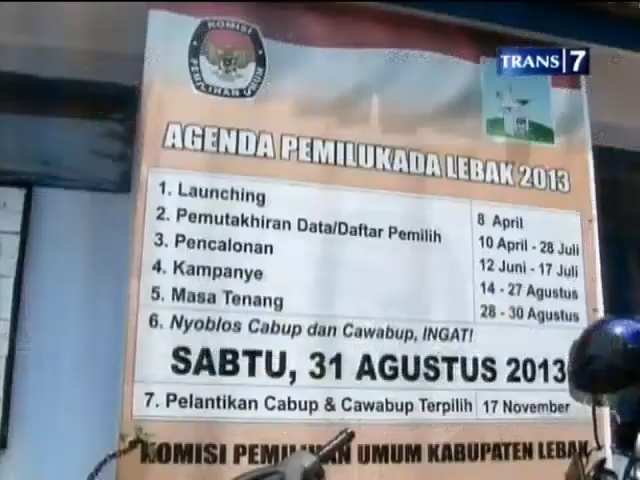 KOMISI
PEMILIHAN UMUM
TRANS|7
AGENDA PEMILUKADA LEBAK 2013
1. Launching 8 April
2. Pemutakhiran Data/Daftar Pemilih 10 April - 28 Juli
3. Pencalonan 12 Juni - 17 Juli
4. Kampanye 14 - 27 Agustus
5. Masa Tenang 28 - 30 Agustus
6. Nyoblos Cabup dan Cawabup, INGAT!
SABTU, 31 AGUSTUS 2013
7. Pelantikan Cabup & Cawabup Terpilih 17 November
KOMISI PEMILIHAN UMUM KABUPATEN LEBAK